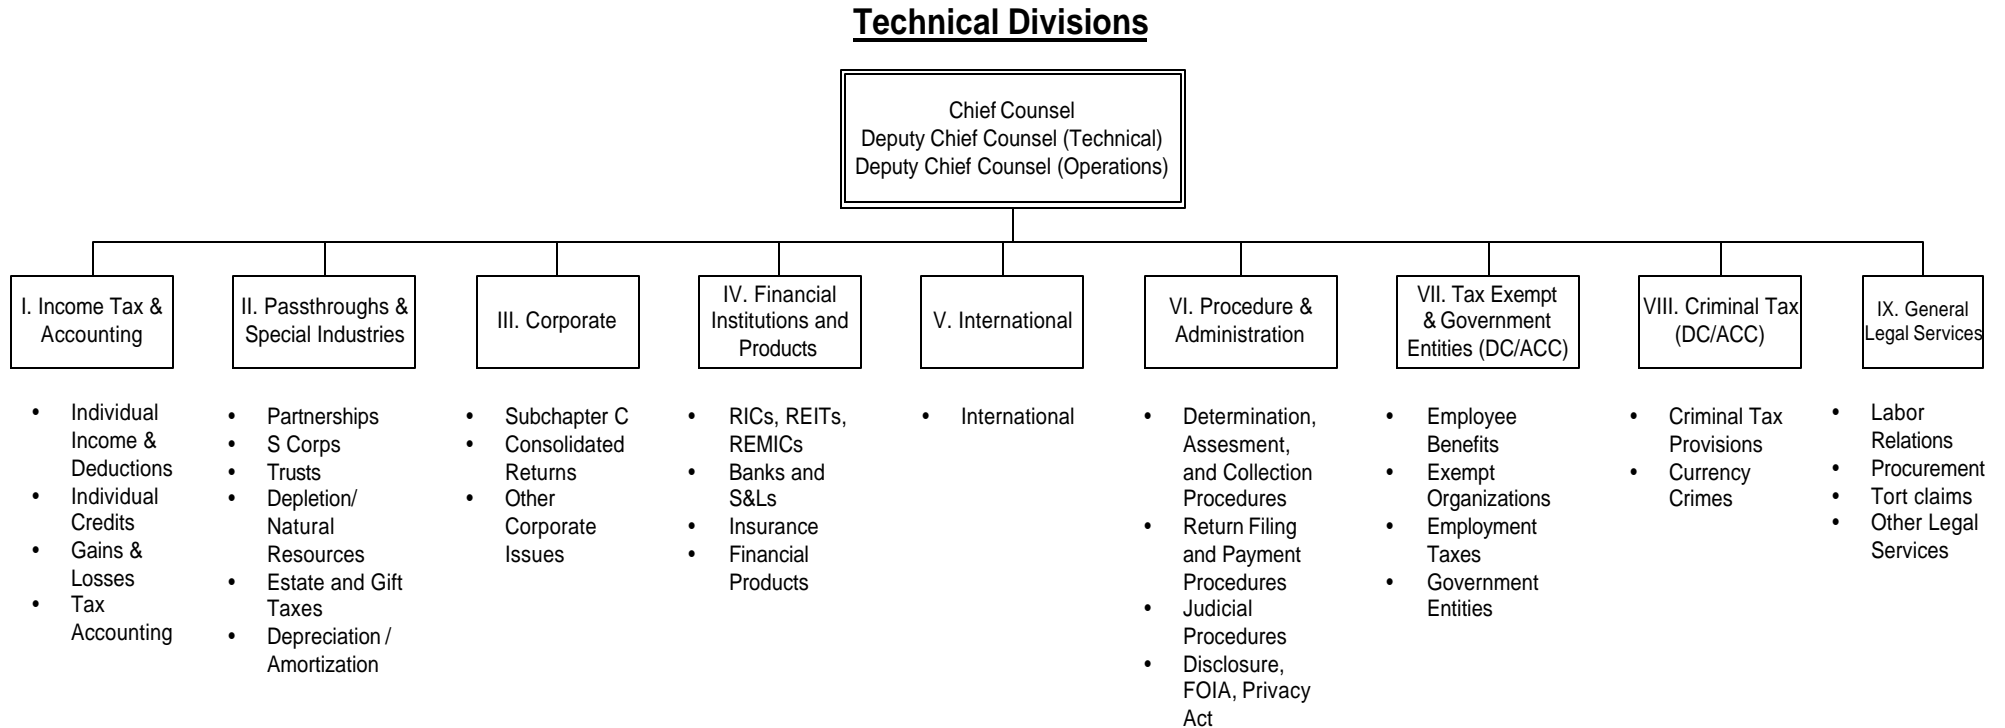 Technical Divisions
Chief Counsel
Deputy Chief Counsel (Technical)
Deputy Chief Counsel (Operations)
I. Income Tax &
Accounting
II. Passthroughs &
Special Industries
III. Corporate
IV. Financial
Institutions and
Products
V. International
VI. Procedure &
Administration
VII. Tax Exempt
& Government
Entities (DC/ACC)
VIII. Criminal Tax
(DC/ACC)
IX. General
Legal Services
• Individual
Income &
Deductions
• Individual
Credits
• Gains &
Losses
• Tax
Accounting
• Partnerships
• S Corps
• Trusts
• Depletion/
Natural
Resources
• Estate and Gift
Taxes
• Depreciation /
Amortization
• Subchapter C
• Consolidated
Returns
• Other
Corporate
Issues
• RICs, REITs,
REMICs
• Banks and
S&Ls
• Insurance
• Financial
Products
• International
• Determination,
Assesment,
and Collection
Procedures
• Return Filing
and Payment
Procedures
• Judicial
Procedures
• Disclosure,
FOIA, Privacy
Act
• Employee
Benefits
• Exempt
Organizations
• Employment
Taxes
• Government
Entities
• Criminal Tax
Provisions
• Currency
Crimes
• Labor
Relations
• Procurement
• Tort claims
• Other Legal
Services